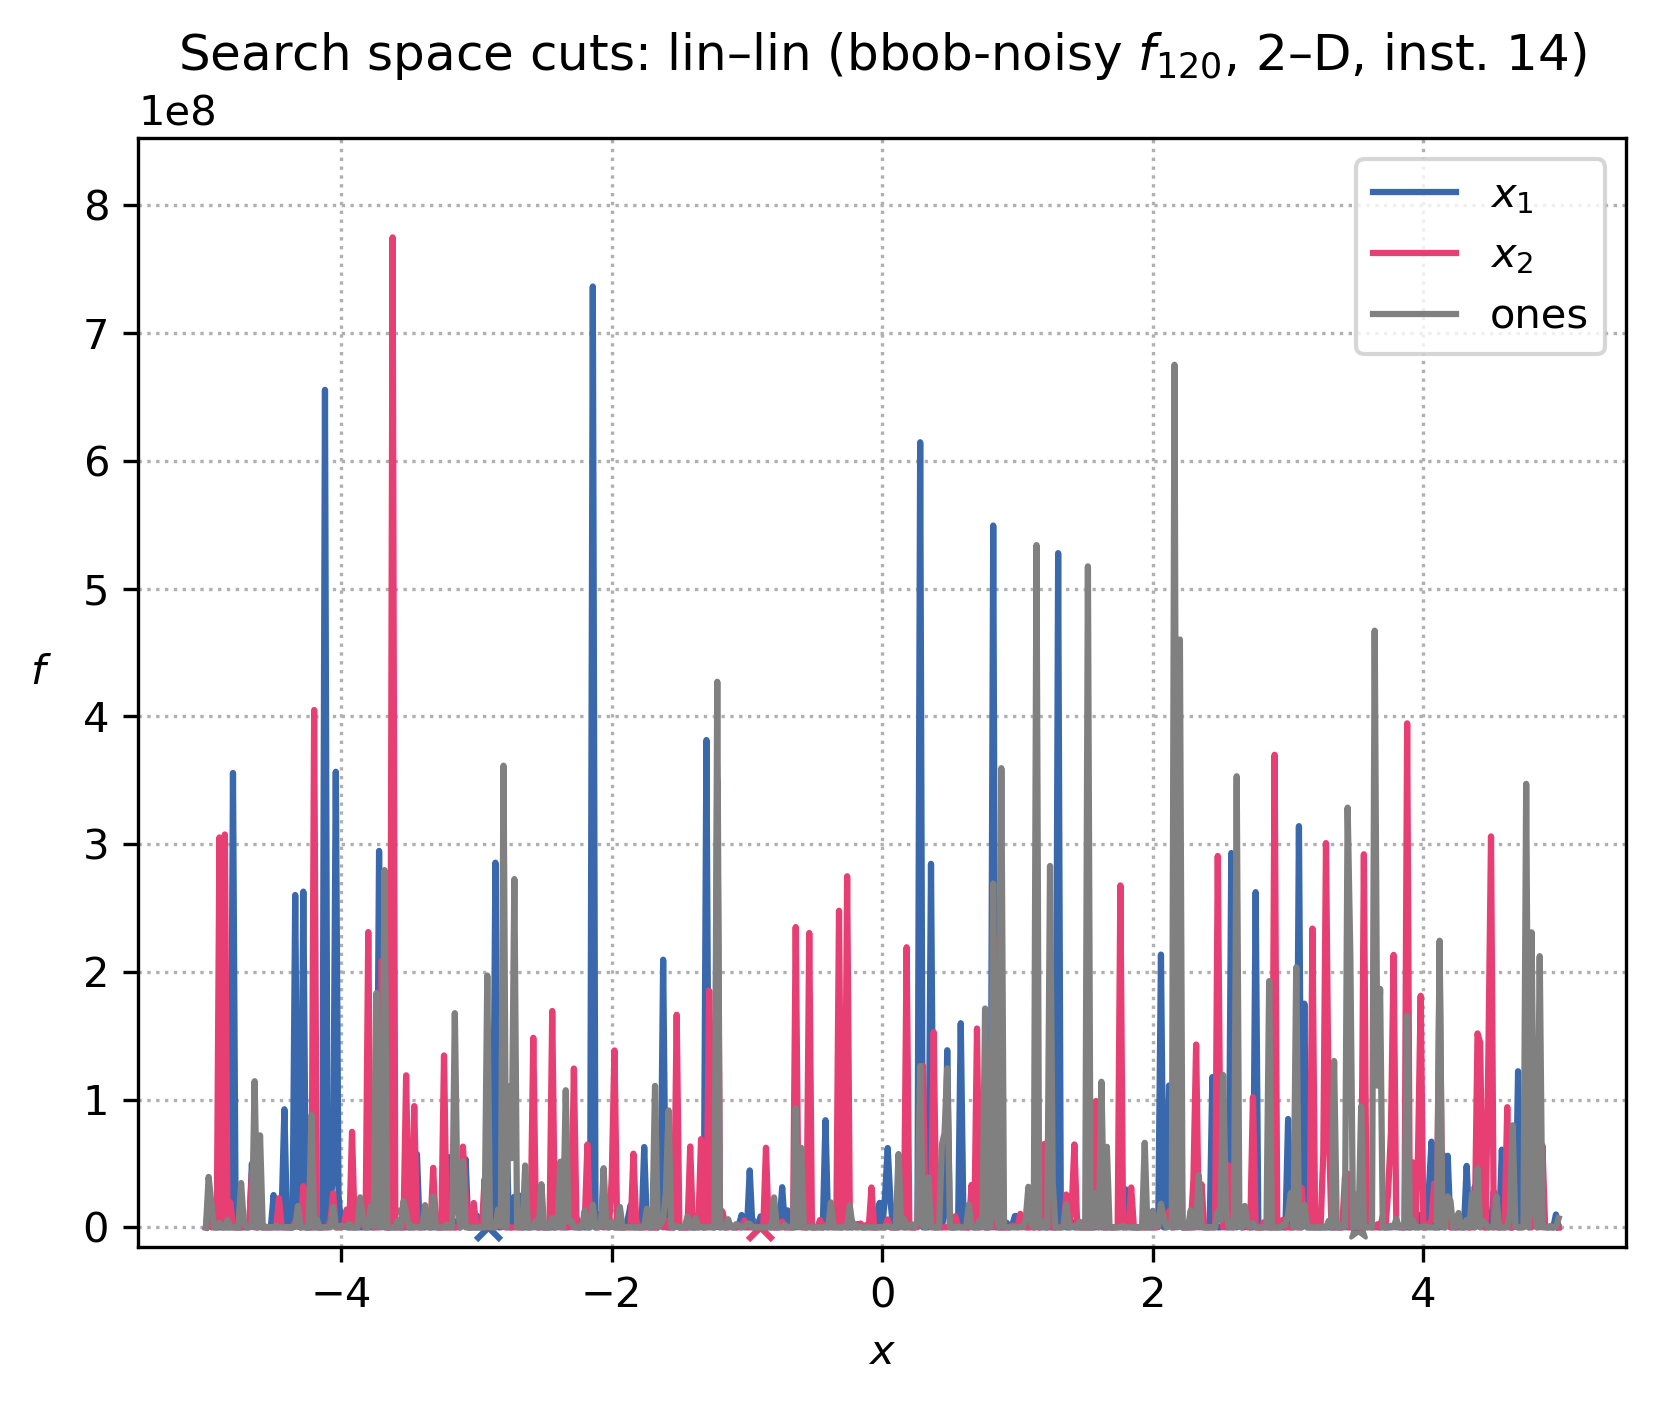 Search space cuts: lin–lin (bbob-noisy f₁₂₀, 2–D, inst. 14)
1e8
x₁
x₂
ones
8
7
6
5
4
3
2
1
0
f
−4
−2
0
2
4
x